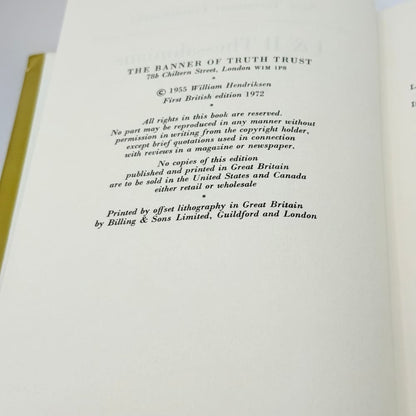 THE BANNER OF TRUTH TRUST
78b Chiltern Street, London W1M 1PS
*
© 1955 William Hendriksen
First British edition 1972
*
All rights in this book are reserved.
No part may be reproduced in any manner without
permission in writing from the copyright holder,
except brief quotations used in connection
with reviews in a magazine or newspaper.
*
No copies of this edition
published and printed in Great Britain
are to be sold in the United States and Canada
either retail or wholesale
*
Printed by offset lithography in Great Britain
by Billing & Sons Limited, Guildford and London